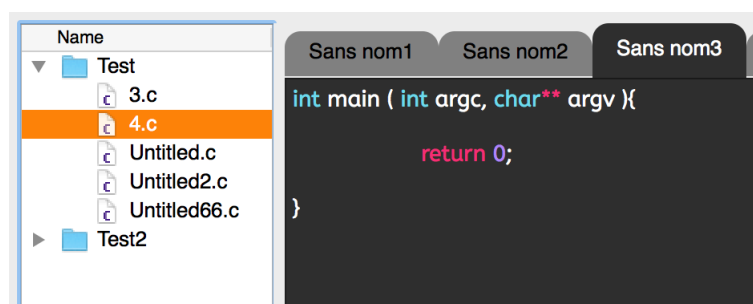 Name
Test
3.c
4.c
Untitled.c
Untitled2.c
Untitled66.c
Test2
Sans nom1 Sans nom2 Sans nom3
int main ( int argc, char** argv ){
return 0;
}